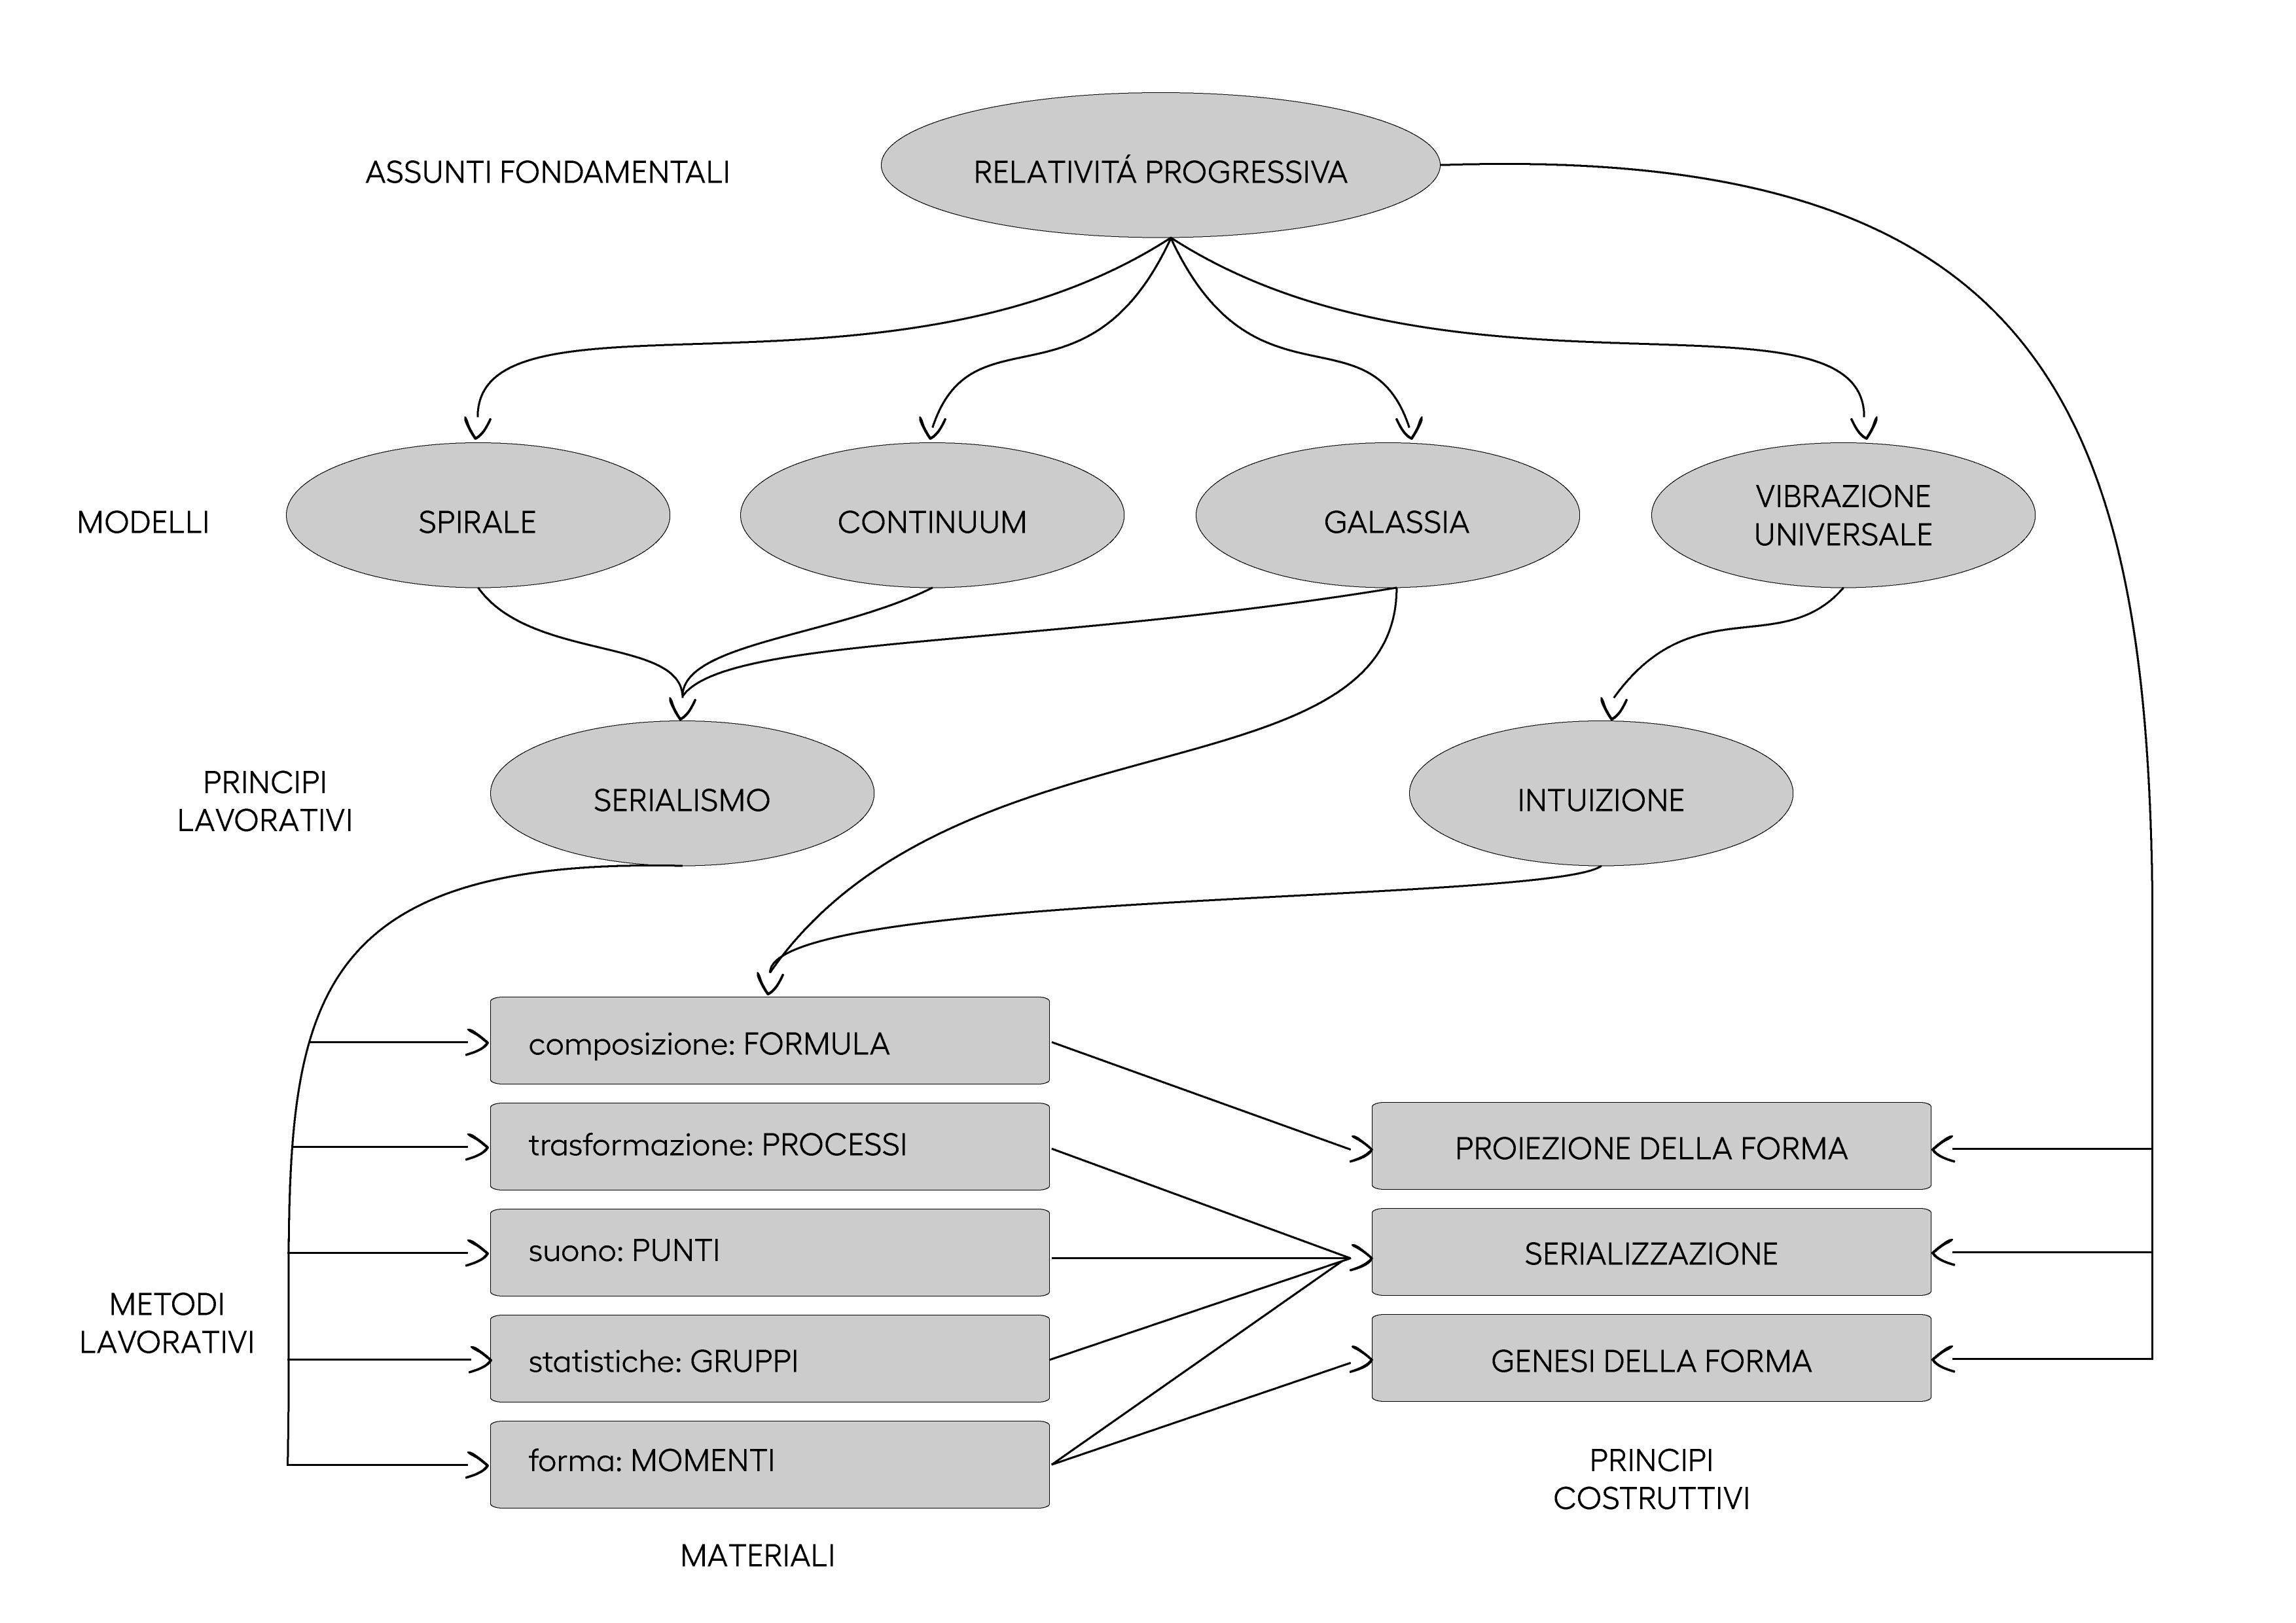 ASSUNTI FONDAMENTALI
RELATIVITÁ PROGRESSIVA
MODELLI
SPIRALE
CONTINUUM
GALASSIA
VIBRAZIONE
UNIVERSALE
PRINCIPI
LAVORATIVI
SERIALISMO
INTUIZIONE
METODI
LAVORATIVI
composizione: FORMULA
trasformazione: PROCESSI
suono: PUNTI
statistiche: GRUPPI
forma: MOMENTI
MATERIALI
PROIEZIONE DELLA FORMA
SERIALIZZAZIONE
GENESI DELLA FORMA
PRINCIPI
COSTRUTTIVI